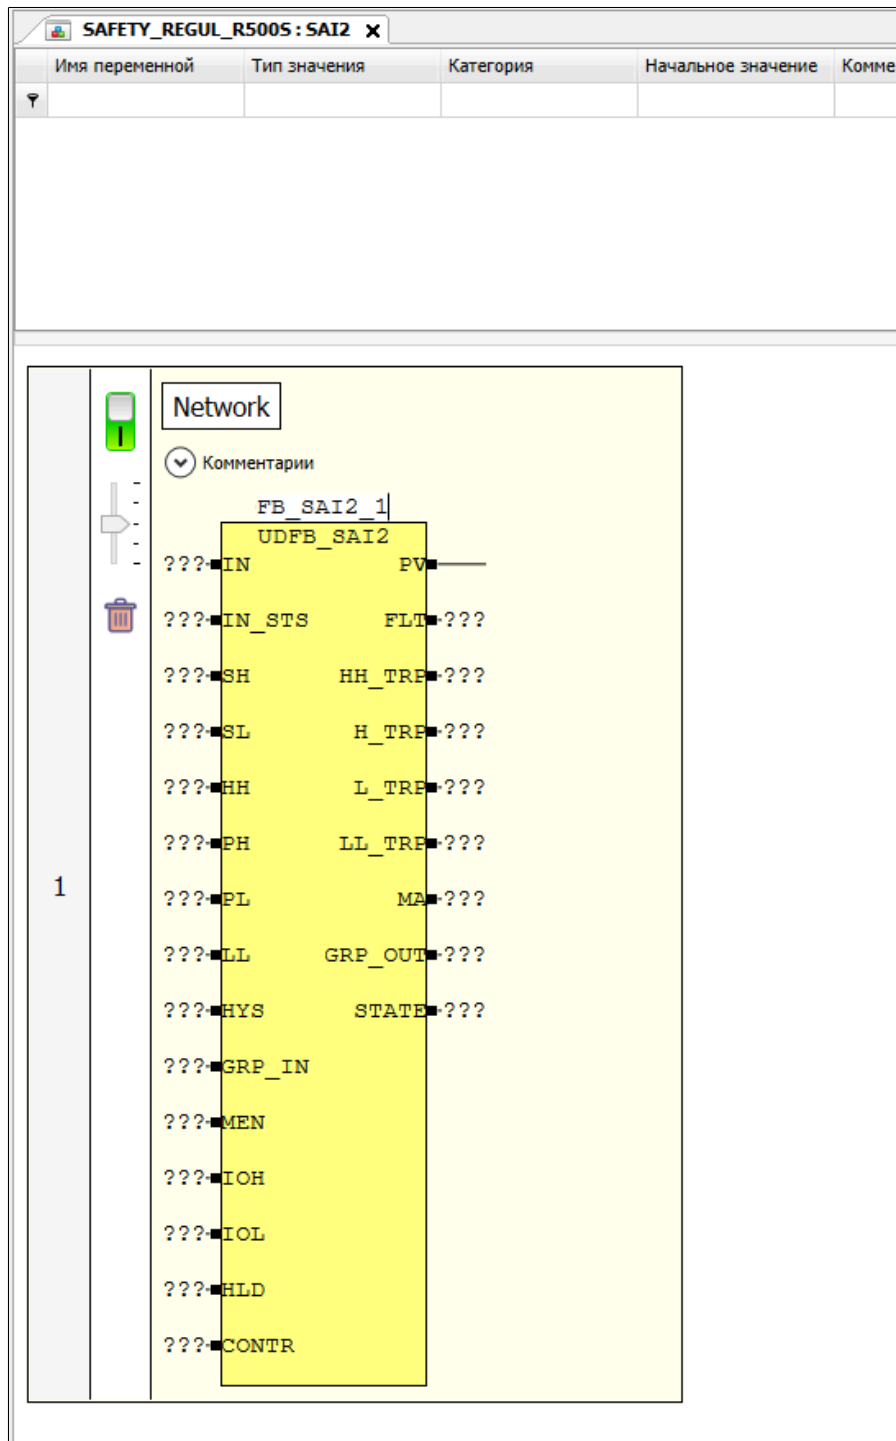 SAFETY_REGUL_R500S : SAI2 x
Имя переменной Тип значения Категория Начальное значение Комме
Network
Комментарии
FB_SAI2_1
UDFB_SAI2
???-IN PV
???-IN_STS FLT-???
???-SH HH_TRP-???
???-SL H_TRP-???
???-HH L_TRP-???
???-PH LL_TRP-???
1
???-PL MA-???
???-LL GRP_OUT-???
???-HYS STATE-???
???-GRP_IN
???-MEN
???-IOH
???-IOL
???-HLD
???-CONTR